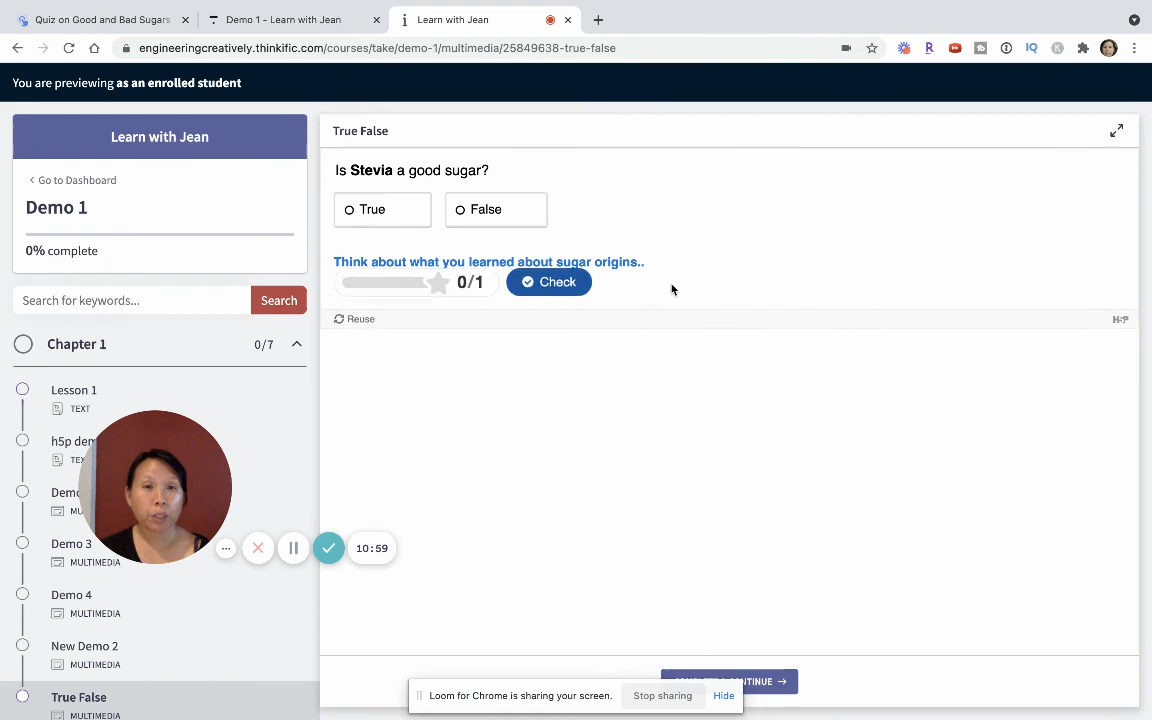 Quiz on Good and Bad Sugars
Demo 1 - Learn with Jean
Learn with Jean
engineeringcreatively.thinkific.com/courses/take/demo-1/multimedia/25849638-true-false
You are previewing as an enrolled student
Learn with Jean
Go to Dashboard
Demo 1
0% complete
Search for keywords...
Search
Chapter 1
0/7
Lesson 1
TEXT
h5p dem
TEX
Demo
MU
Demo 3
MULTIMEDIA
Demo 4
MULTIMEDIA
New Demo 2
MULTIMEDIA
True False
MULTIMEDIA
True False
Is Stevia a good sugar?
True
False
Think about what you learned about sugar origins..
0/1
Check
Reuse
H5P
10:59
Loom for Chrome is sharing your screen.
Stop sharing
Hide